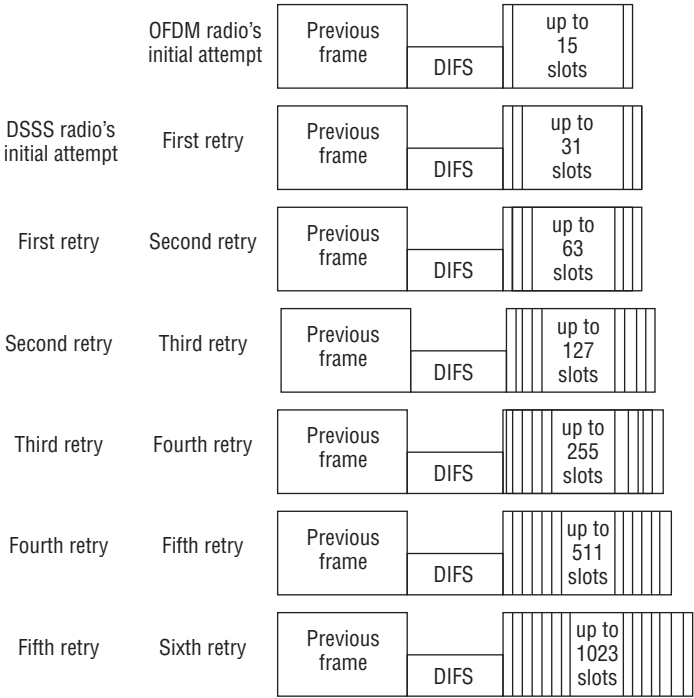 OFDM radio's
initial attempt
Previous
frame
DIFS
up to
15
slots
DSSS radio's
initial attempt
First retry
Previous
frame
DIFS
up to
31
slots
First retry
Second retry
Previous
frame
DIFS
up to
63
slots
Second retry
Third retry
Previous
frame
DIFS
up to
127
slots
Third retry
Fourth retry
Previous
frame
DIFS
up to
255
slots
Fourth retry
Fifth retry
Previous
frame
DIFS
up to
511
slots
Fifth retry
Sixth retry
Previous
frame
DIFS
up to
1023
slots